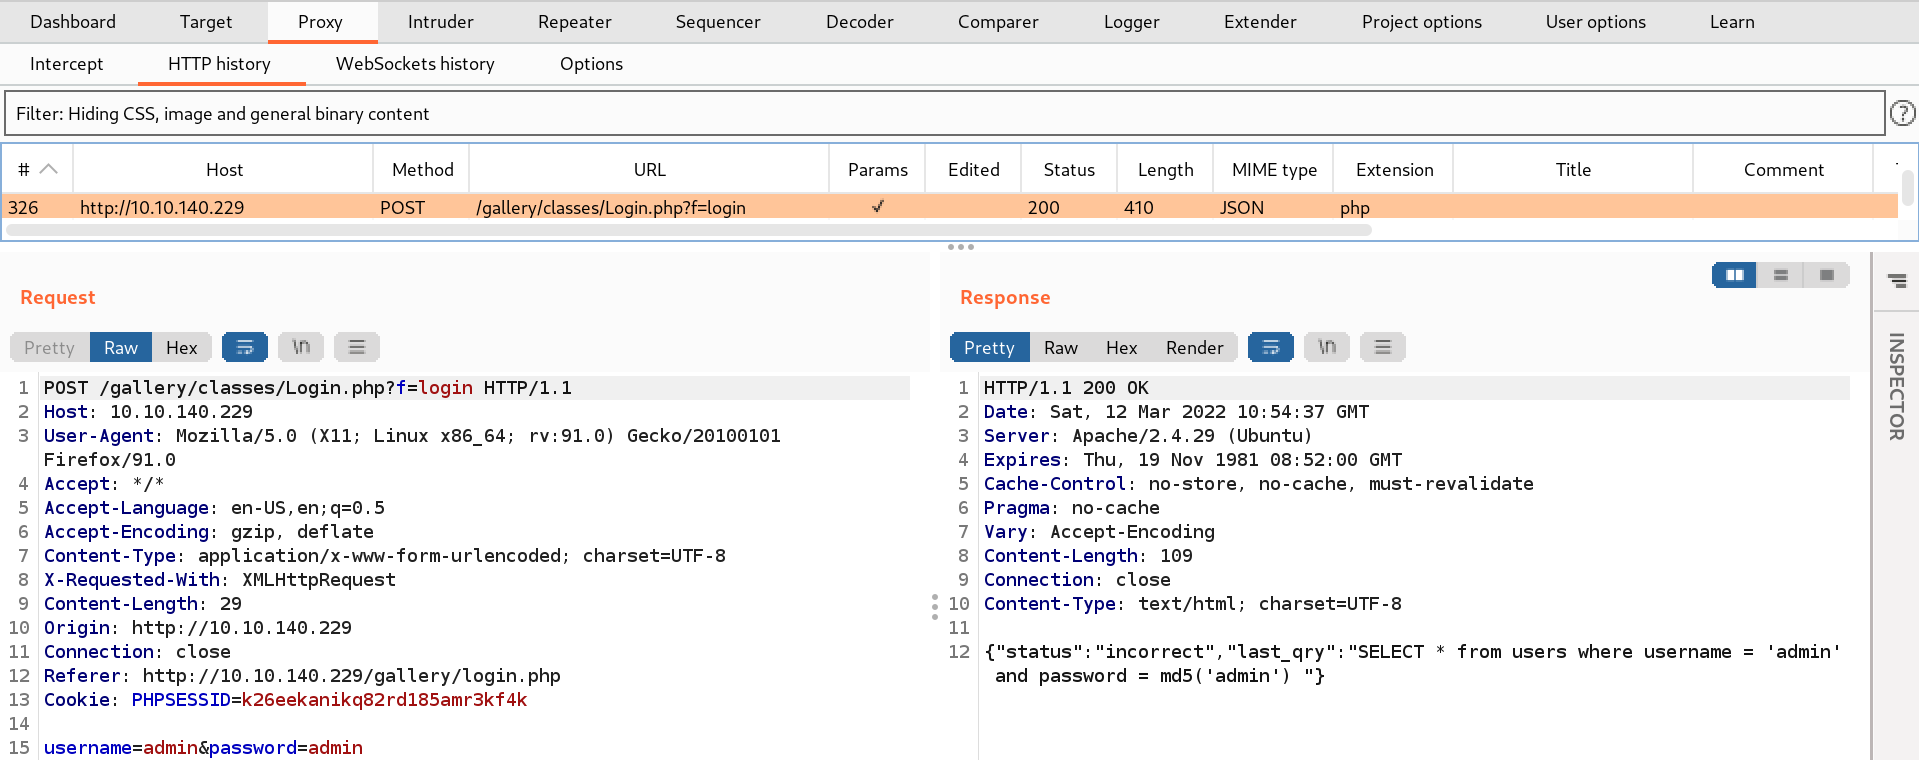 Dashboard Target Proxy Intruder Repeater Sequencer Decoder Comparer Logger Extender Project options User options Learn
Intercept HTTP history WebSockets history Options
Filter: Hiding CSS, image and general binary content ?
# Host Method URL Params Edited Status Length MIME type Extension Title Comment
326 http://10.10.140.229 POST /gallery/classes/Login.php?f=login ✓ 200 410 JSON php
Request
Pretty Raw Hex \n
1 POST /gallery/classes/Login.php?f=login HTTP/1.1
2 Host: 10.10.140.229
3 User-Agent: Mozilla/5.0 (X11; Linux x86_64; rv:91.0) Gecko/20100101
Firefox/91.0
4 Accept: */*
5 Accept-Language: en-US,en;q=0.5
6 Accept-Encoding: gzip, deflate
7 Content-Type: application/x-www-form-urlencoded; charset=UTF-8
8 X-Requested-With: XMLHttpRequest
9 Content-Length: 29
10 Origin: http://10.10.140.229
11 Connection: close
12 Referer: http://10.10.140.229/gallery/login.php
13 Cookie: PHPSESSID=k26eekanikq82rd185amr3kf4k
14
15 username=admin&password=admin
Response
Pretty Raw Hex Render \n
1 HTTP/1.1 200 OK
2 Date: Sat, 12 Mar 2022 10:54:37 GMT
3 Server: Apache/2.4.29 (Ubuntu)
4 Expires: Thu, 19 Nov 1981 08:52:00 GMT
5 Cache-Control: no-store, no-cache, must-revalidate
6 Pragma: no-cache
7 Vary: Accept-Encoding
8 Content-Length: 109
9 Connection: close
10 Content-Type: text/html; charset=UTF-8
11
12 {"status":"incorrect","last_qry":"SELECT * from users where username = 'admin'
and password = md5('admin') "}
INSPECTOR